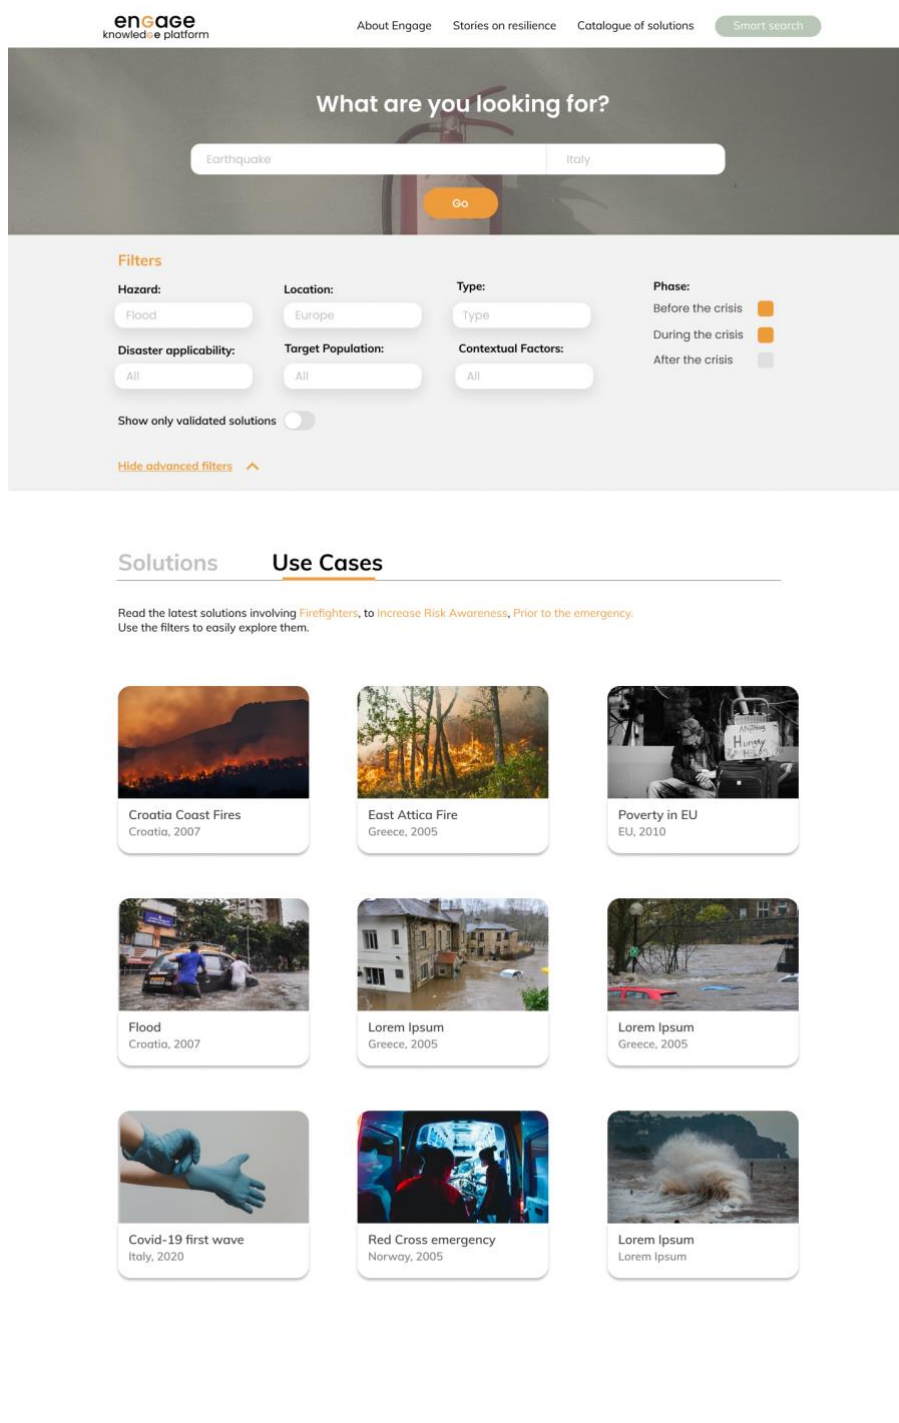 engage
knowledge platform
About Engage Stories on resilience Catalogue of solutions Smart search
What are you looking for?
Earthquake Italy
Go
Filters
Hazard: Location: Type: Phase:
Flood Europe Type Before the crisis
During the crisis
Disaster applicability: Target Population: Contextual Factors:
After the crisis
All All All
Show only validated solutions
Hide advanced filters
Solutions Use Cases
Read the latest solutions involving Firefighters, to Increase Risk Awareness, Prior to the emergency.
Use the filters to easily explore them.
Hungry
Croatia Coast Fires East Attica Fire Poverty in EU
Croatia, 2007 Greece, 2005 EU, 2010
Flood Lorem Ipsum Lorem Ipsum
Croatia, 2007 Greece, 2005 Greece, 2005
Covid-19 first wave Red Cross emergency Lorem Ipsum
Italy, 2020 Norway, 2005 Lorem Ipsum